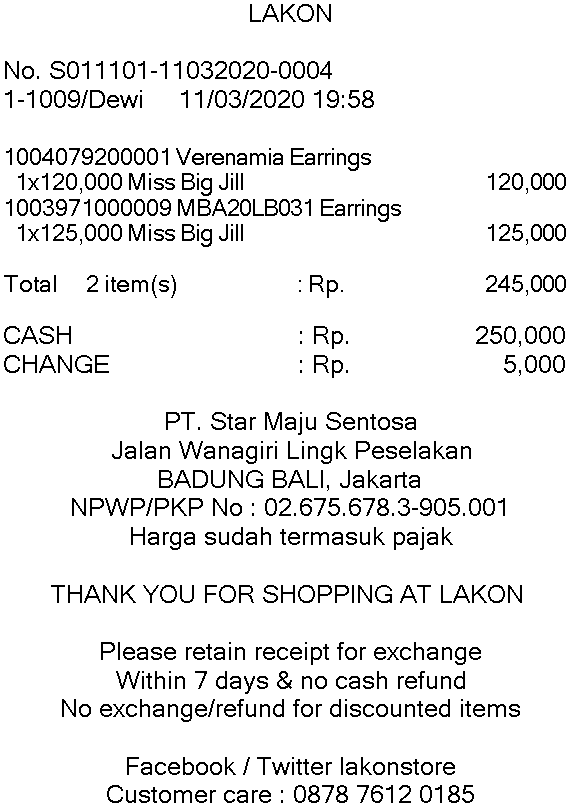 LAKON
No. S011101-11032020-0004
1-1009/Dewi 11/03/2020 19:58
1004079200001 Verenamia Earrings
1x120,000 Miss Big Jill 120,000
1003971000009 MBA20LB031 Earrings
1x125,000 Miss Big Jill 125,000
Total 2 item(s) : Rp. 245,000
CASH : Rp. 250,000
CHANGE : Rp. 5,000
PT. Star Maju Sentosa
Jalan Wanagiri Lingk Peselakan
BADUNG BALI, Jakarta
NPWP/PKP No : 02.675.678.3-905.001
Harga sudah termasuk pajak
THANK YOU FOR SHOPPING AT LAKON
Please retain receipt for exchange
Within 7 days & no cash refund
No exchange/refund for discounted items
Facebook / Twitter lakonstore
Customer care : 0878 7612 0185